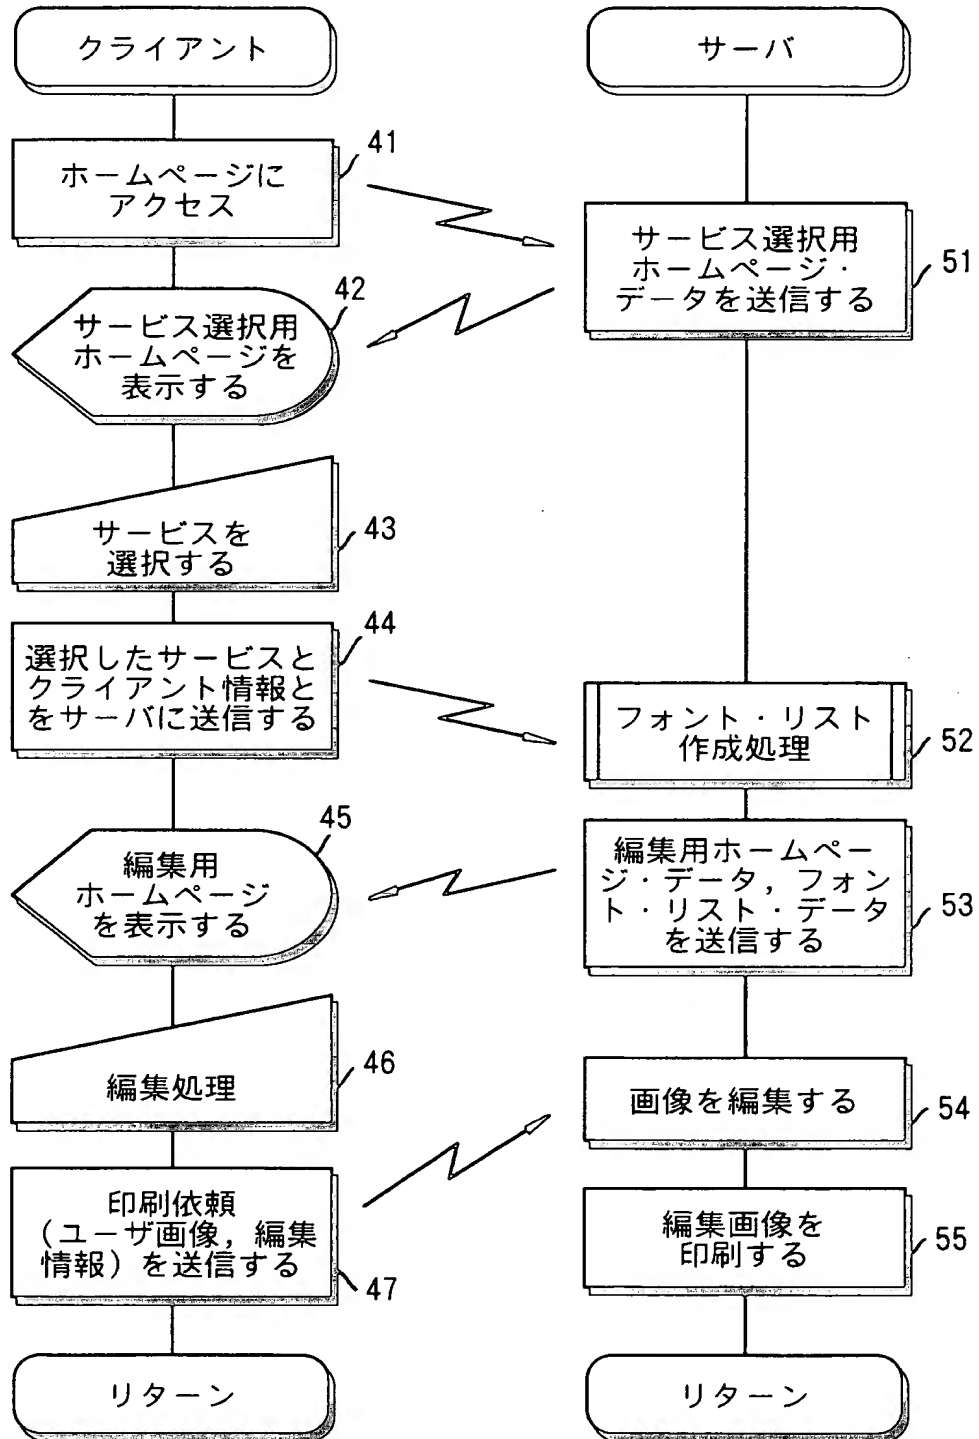 クライアント
ホームページに
アクセス
41
サービス選択用
ホームページを
表示する
42
サービスを
選択する
43
選択したサービスと
クライアント情報と
をサーバに送信する
44
編集用
ホームページ
を表示する
45
編集処理
46
印刷依頼
(ユーザ画像,編集
情報)を送信する
47
リターン
サーバ
サービス選択用
ホームページ・
データを送信する
51
フォント・リスト
作成処理
52
編集用ホームペー
ジ・データ,フォン
ト・リスト・データ
を送信する
53
画像を編集する
54
編集画像を
印刷する
55
リターン